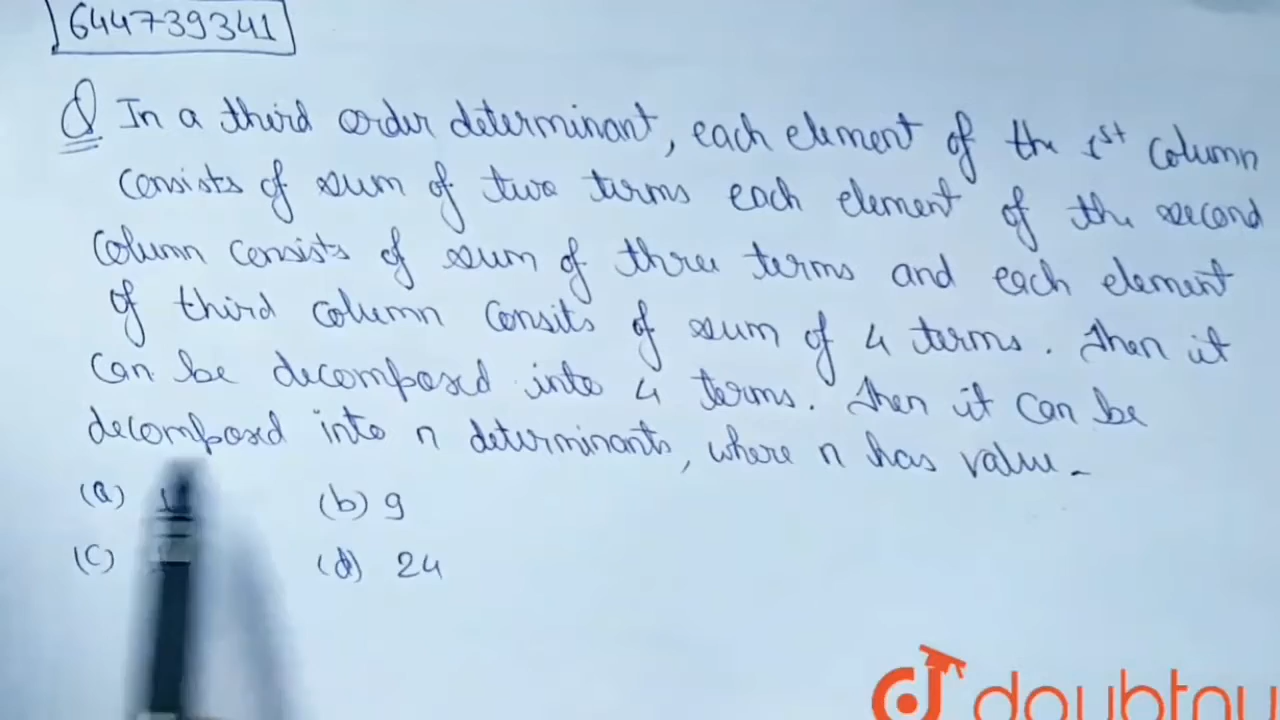 644739341
Q In a third order determinant, each element of the 1st column
consists of sum of two terms each element of the second
column consists of sum of three terms and each element
of third column consits of sum of 4 terms. Then it
can be decomposed into 4 terms. Then it can be
decomposed into n determinants, where n has value -
(a) (b) 9
(c) (d) 24
doubtnu